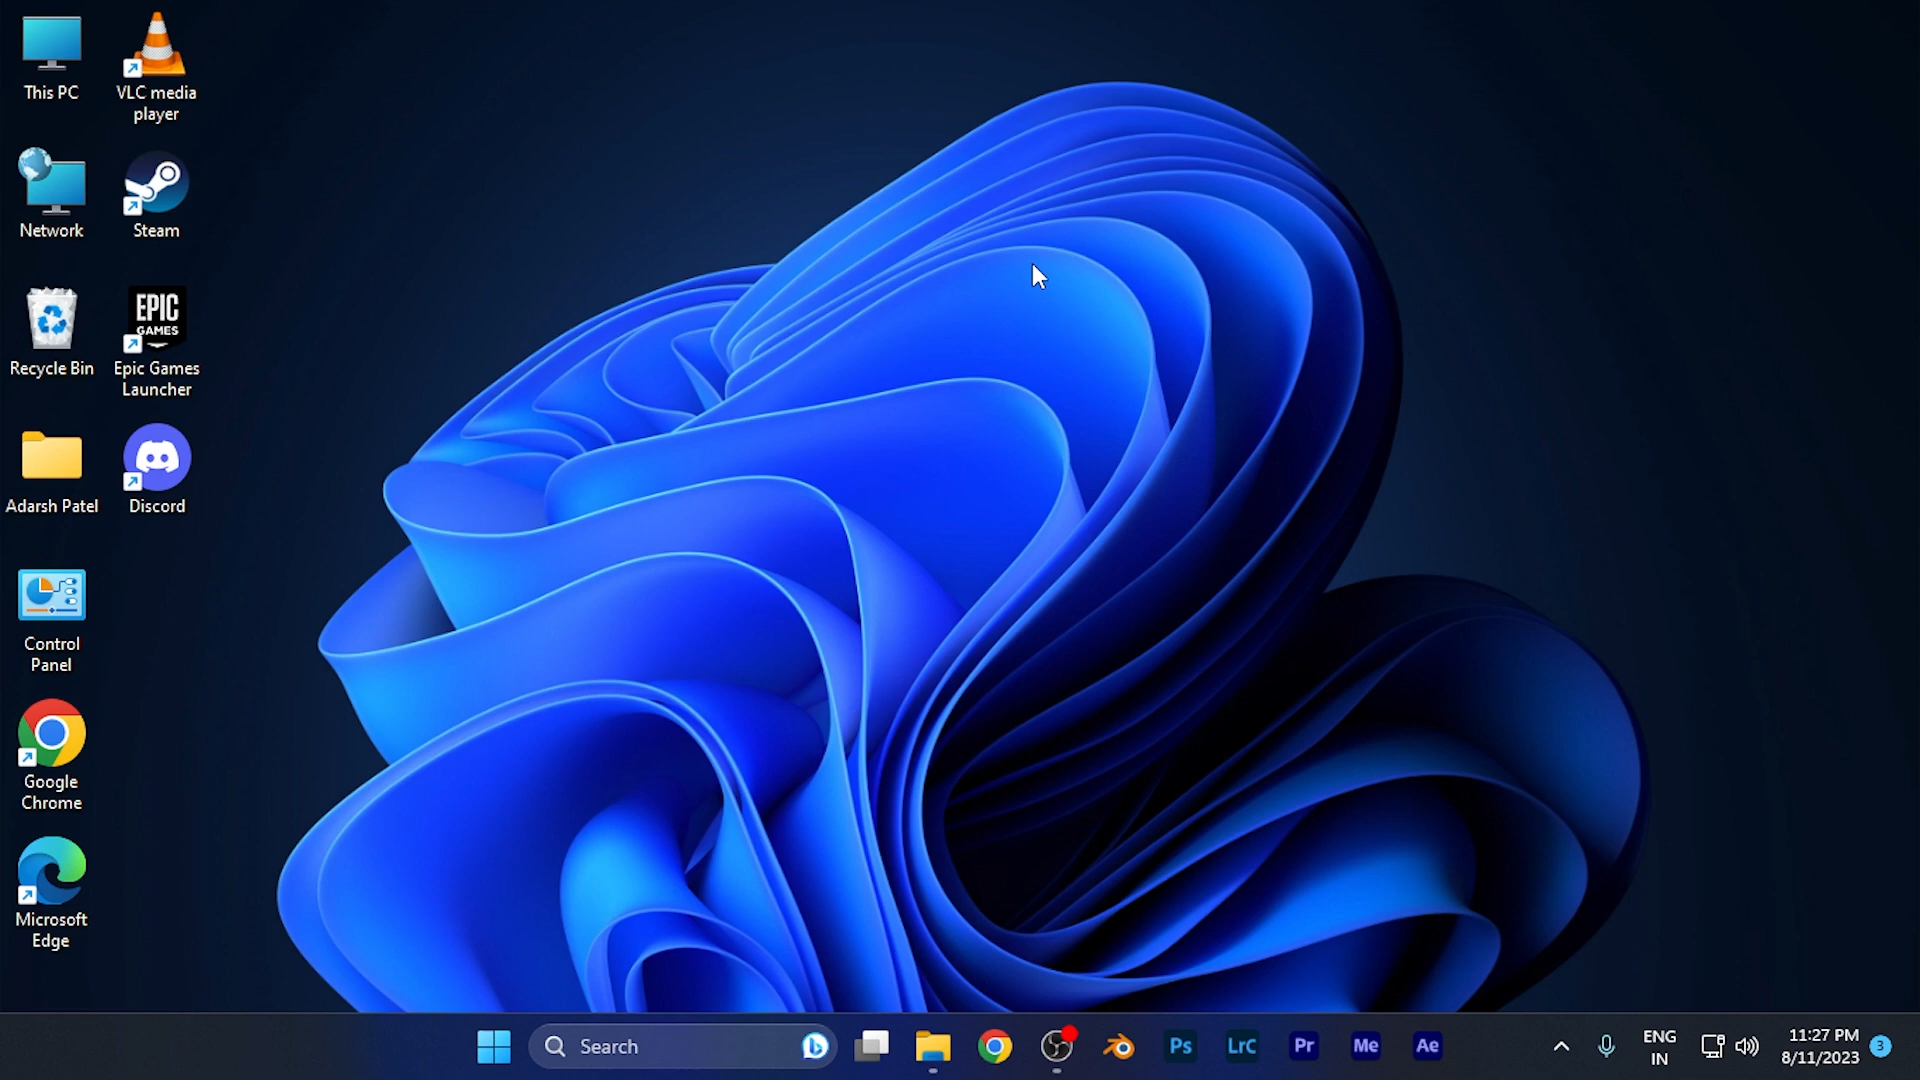 This PC
VLC media
player
Network
Steam
Recycle Bin
EPIC
GAMES
Epic Games
Launcher
Adarsh Patel
Discord
Control
Panel
Google
Chrome
Microsoft
Edge
Search
Ps
LrC
Pr
Me
Ae
ENG
IN
11:27 PM
8/11/2023
3